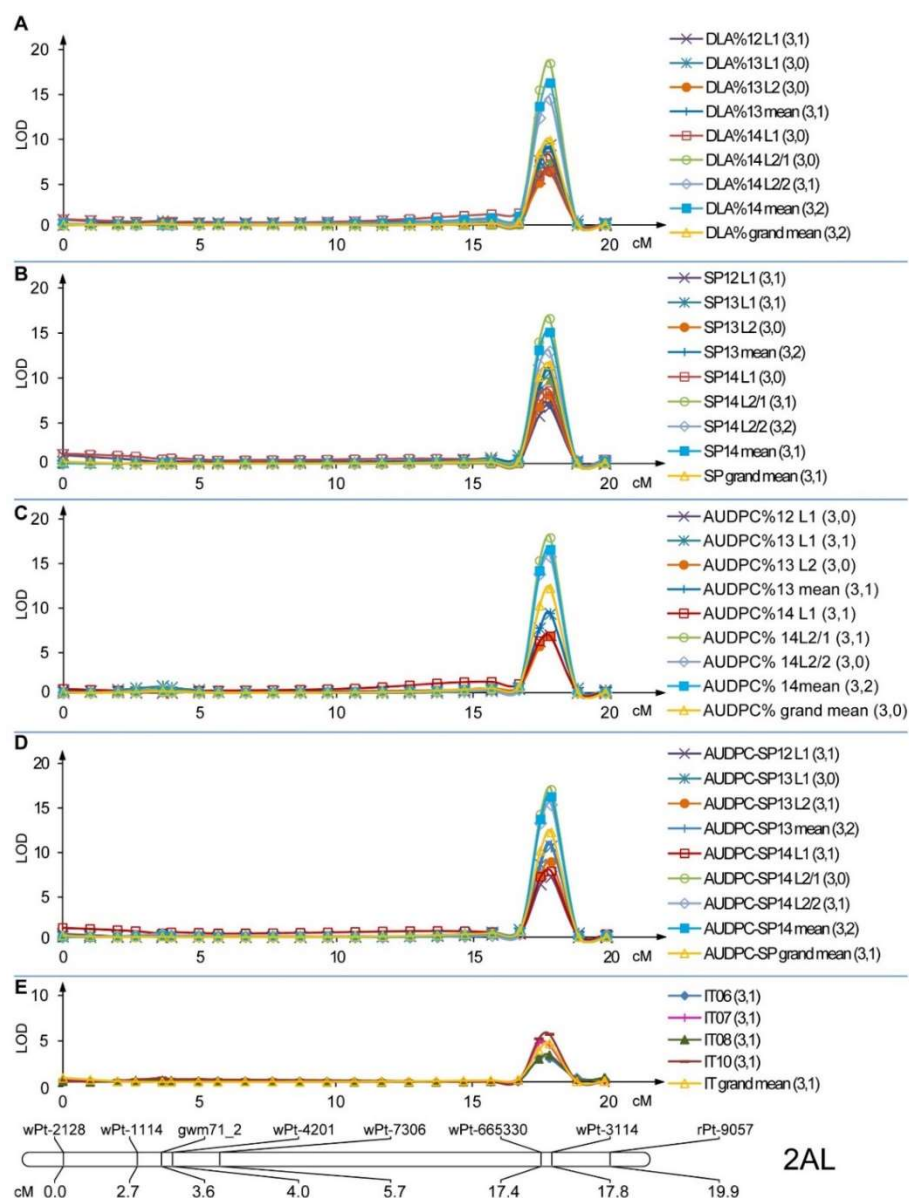 A
20
15
10
5
0
LOD
0 5 10 15 20
cM
DLA%12 L1 (3,1)
DLA%13 L1 (3,0)
DLA%13 L2 (3,0)
DLA%13 mean (3,1)
DLA%14 L1 (3,0)
DLA%14 L2/1 (3,0)
DLA%14 L2/2 (3,1)
DLA%14 mean (3,2)
DLA% grand mean (3,2)
B
20
15
10
5
0
LOD
0 5 10 15 20
cM
SP12 L1 (3,1)
SP13 L1 (3,1)
SP13 L2 (3,0)
SP13 mean (3,2)
SP14 L1 (3,0)
SP14 L2/1 (3,1)
SP14 L2/2 (3,2)
SP14 mean (3,1)
SP grand mean (3,1)
C
20
15
10
5
0
LOD
0 5 10 15 20
cM
AUDPC%12 L1 (3,0)
AUDPC%13 L1 (3,1)
AUDPC%13 L2 (3,0)
AUDPC%13 mean (3,1)
AUDPC%14 L1 (3,1)
AUDPC% 14L2/1 (3,1)
AUDPC% 14L2/2 (3,0)
AUDPC% 14mean (3,2)
AUDPC% grand mean (3,0)
D
20
15
10
5
0
LOD
0 5 10 15 20
cM
AUDPC-SP12 L1 (3,1)
AUDPC-SP13 L1 (3,0)
AUDPC-SP13 L2 (3,1)
AUDPC-SP13 mean (3,2)
AUDPC-SP14 L1 (3,1)
AUDPC-SP14 L2/1 (3,0)
AUDPC-SP14 L2/2 (3,1)
AUDPC-SP14 mean (3,2)
AUDPC-SP grand mean (3,1)
E
10
5
0
LOD
0 5 10 15 20
cM
IT06 (3,1)
IT07 (3,1)
IT08 (3,1)
IT10 (3,1)
IT grand mean (3,1)
wPt-2128 wPt-1114 gwm71_2 wPt-4201 wPt-7306 wPt-665330 wPt-3114 rPt-9057
2AL
cM 0.0 2.7 3.6 4.0 5.7 17.4 17.8 19.9